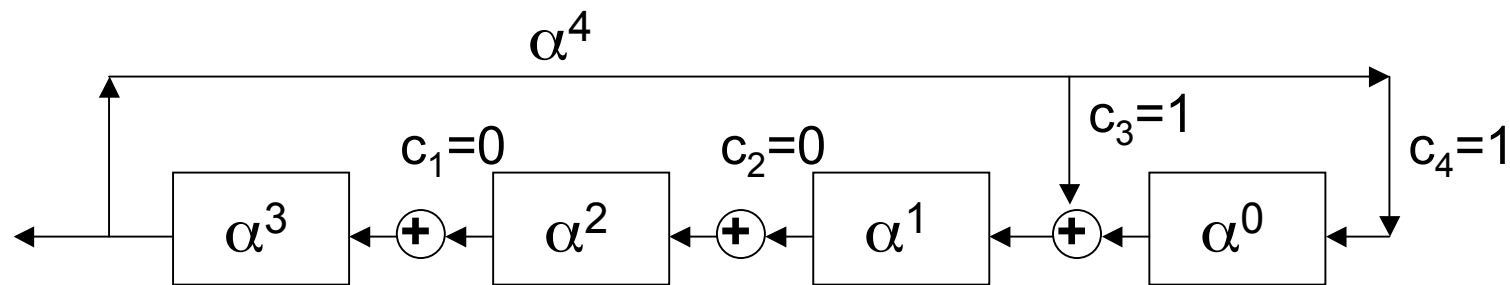 α⁴
c₃=1
c₁=0 c₂=0 c₄=1
α³ + α² + α¹ + α⁰